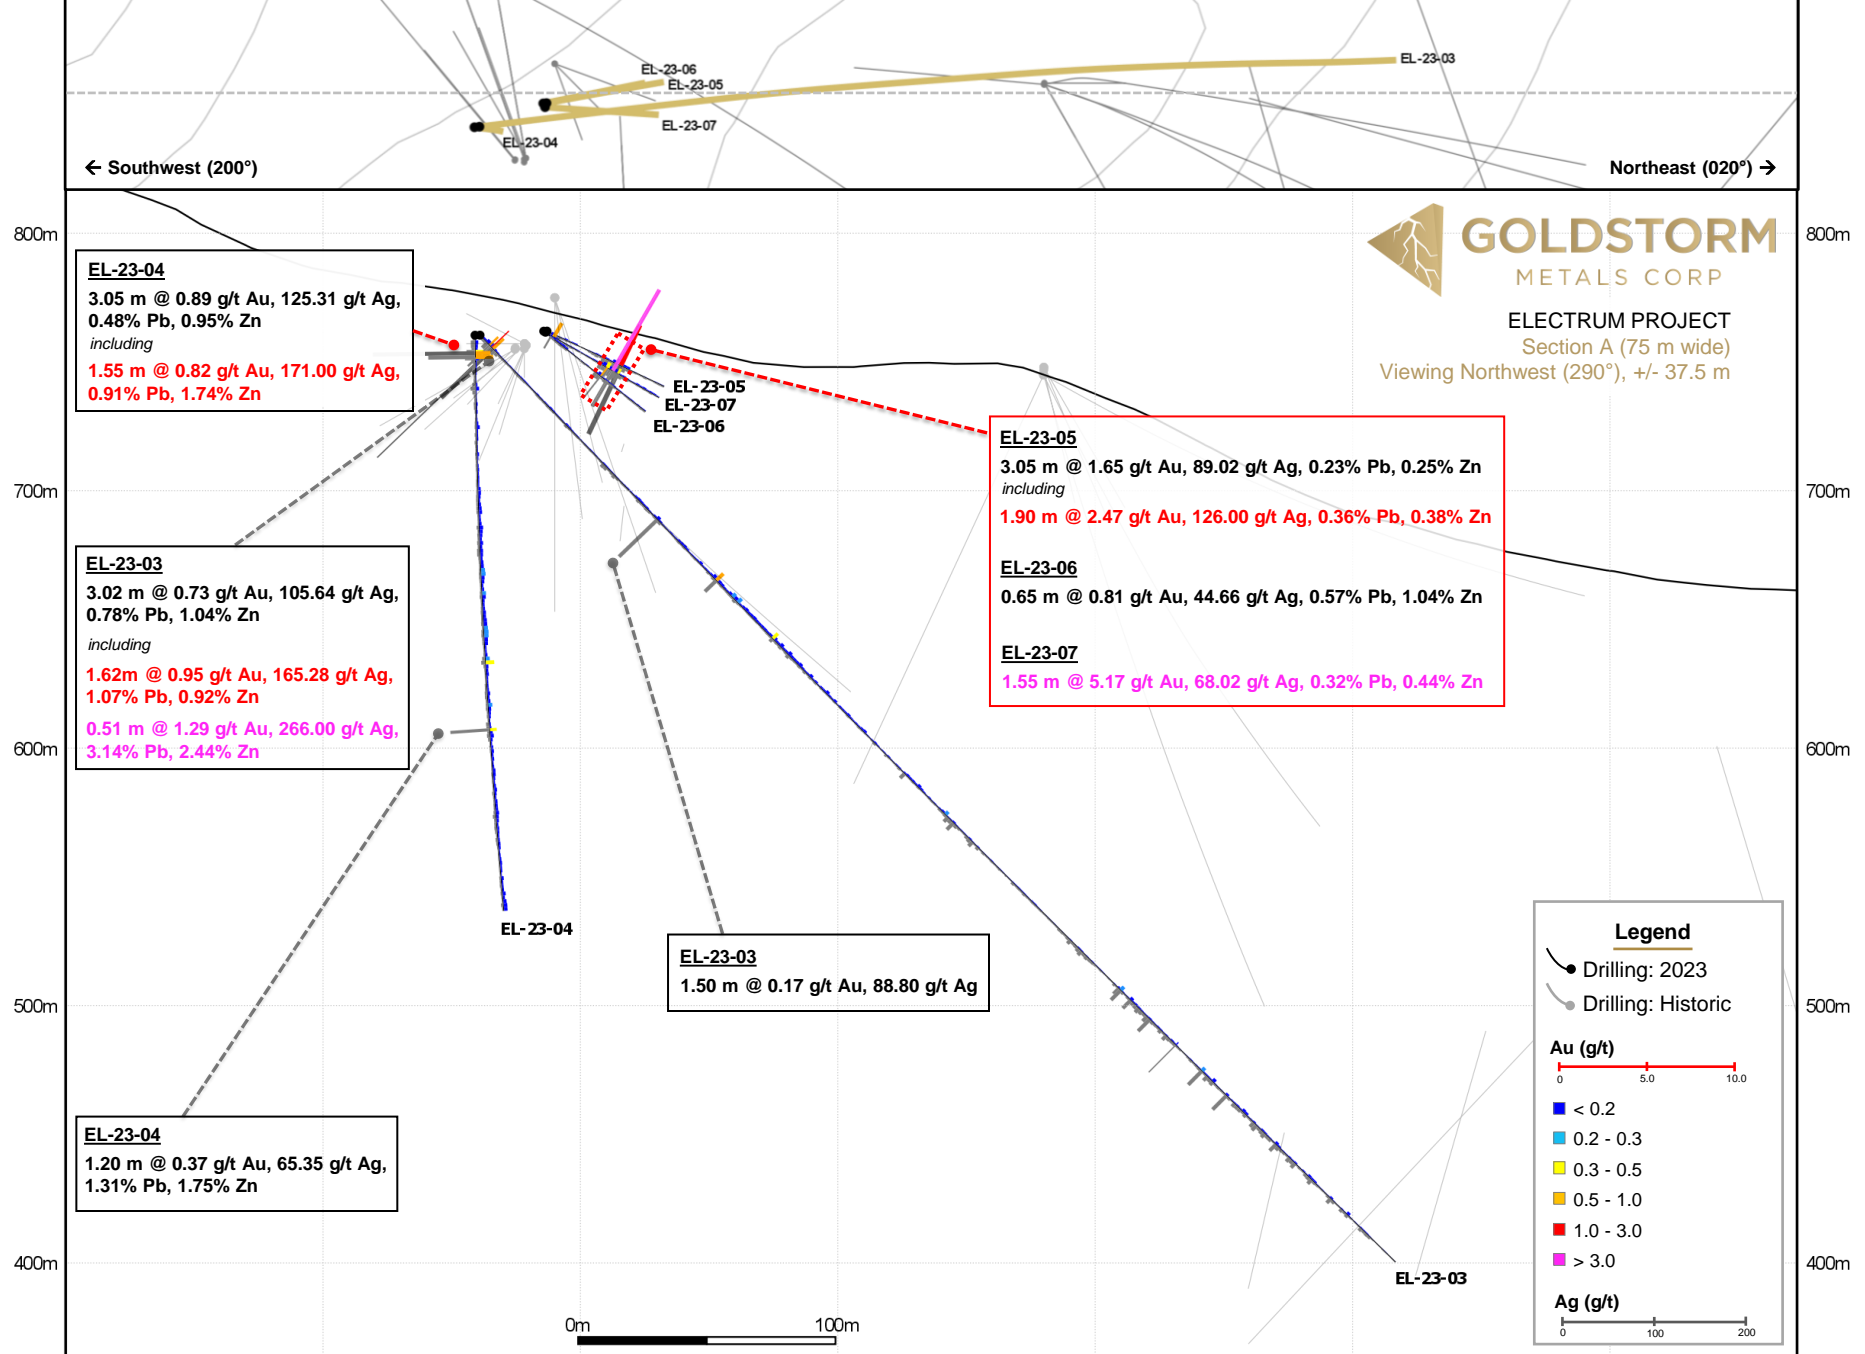 EL-23-03
EL-23-06
EL-23-05
EL-23-07
EL-23-04
← Southwest (200°)
Northeast (020°) →
800m
800m
GOLDSTORM
METALS CORP
ELECTRUM PROJECT
Section A (75 m wide)
Viewing Northwest (290°), +/- 37.5 m
EL-23-04
3.05 m @ 0.89 g/t Au, 125.31 g/t Ag,
0.48% Pb, 0.95% Zn
including
1.55 m @ 0.82 g/t Au, 171.00 g/t Ag,
0.91% Pb, 1.74% Zn
EL-23-05
EL-23-07
EL-23-06
EL-23-05
3.05 m @ 1.65 g/t Au, 89.02 g/t Ag, 0.23% Pb, 0.25% Zn
including
1.90 m @ 2.47 g/t Au, 126.00 g/t Ag, 0.36% Pb, 0.38% Zn
EL-23-06
0.65 m @ 0.81 g/t Au, 44.66 g/t Ag, 0.57% Pb, 1.04% Zn
EL-23-07
1.55 m @ 5.17 g/t Au, 68.02 g/t Ag, 0.32% Pb, 0.44% Zn
700m
700m
EL-23-03
3.02 m @ 0.73 g/t Au, 105.64 g/t Ag,
0.78% Pb, 1.04% Zn
including
1.62m @ 0.95 g/t Au, 165.28 g/t Ag,
1.07% Pb, 0.92% Zn
0.51 m @ 1.29 g/t Au, 266.00 g/t Ag,
3.14% Pb, 2.44% Zn
600m
600m
EL-23-04
EL-23-03
1.50 m @ 0.17 g/t Au, 88.80 g/t Ag
500m
500m
EL-23-04
1.20 m @ 0.37 g/t Au, 65.35 g/t Ag,
1.31% Pb, 1.75% Zn
400m
400m
EL-23-03
0m
100m
Legend
Drilling: 2023
Drilling: Historic
Au (g/t)
0 5.0 10.0
< 0.2
0.2 - 0.3
0.3 - 0.5
0.5 - 1.0
1.0 - 3.0
> 3.0
Ag (g/t)
0 100 200